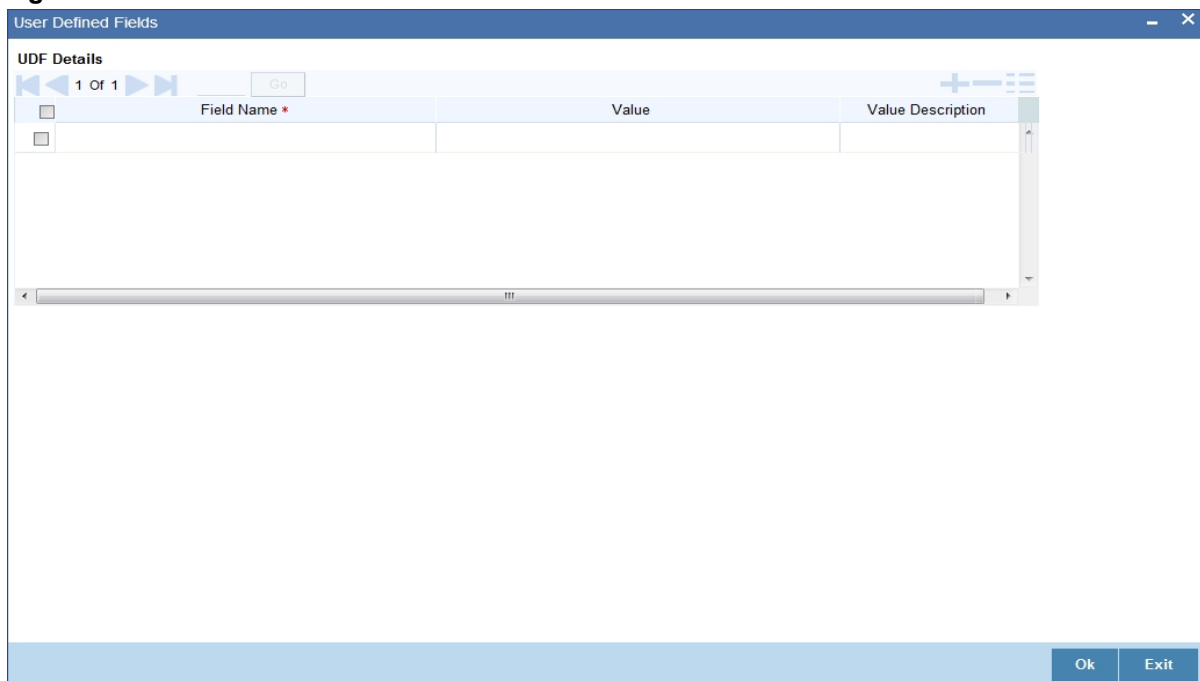 User Defined Fields
UDF Details
1 Of 1 Go
Field Name * Value Value Description
Ok Exit